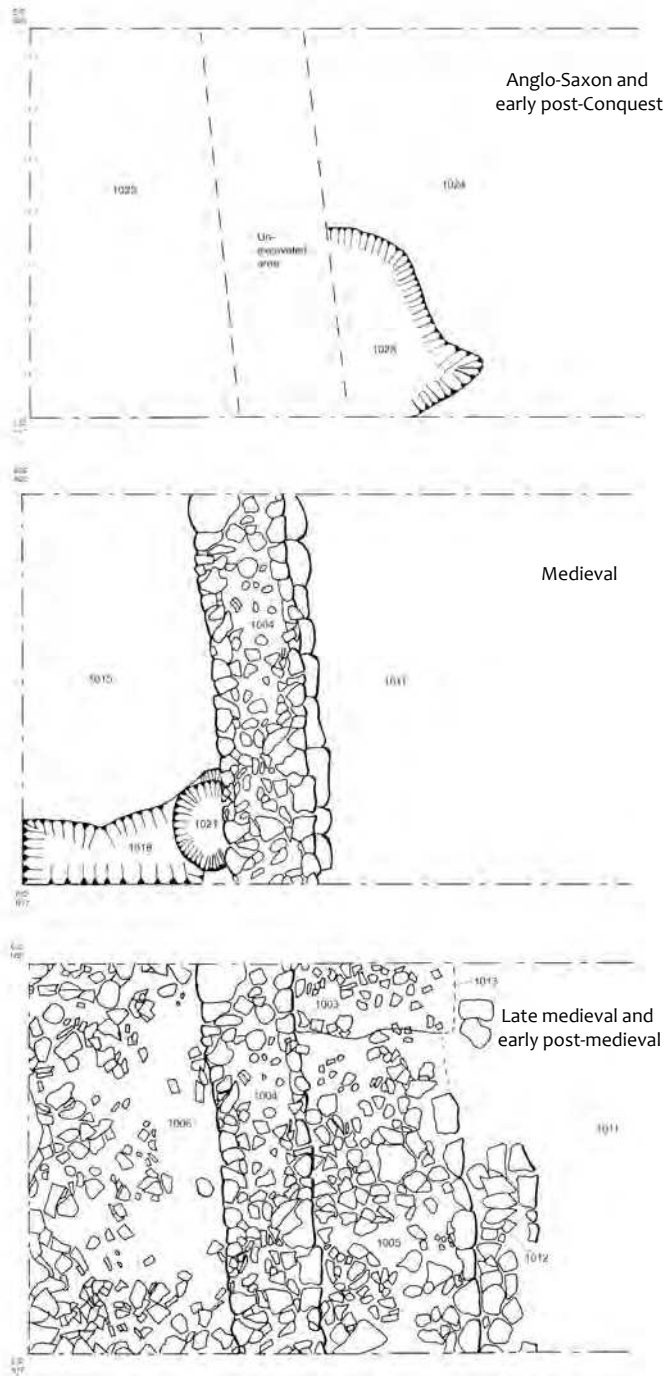 Anglo-Saxon and
early post-Conquest
1023
1024
Un-
excavated
area
1028
Medieval
1004
1015
1011
1021
1018
1013
1003
Late medieval and
early post-medieval
1004
1006
1011
1005
1012